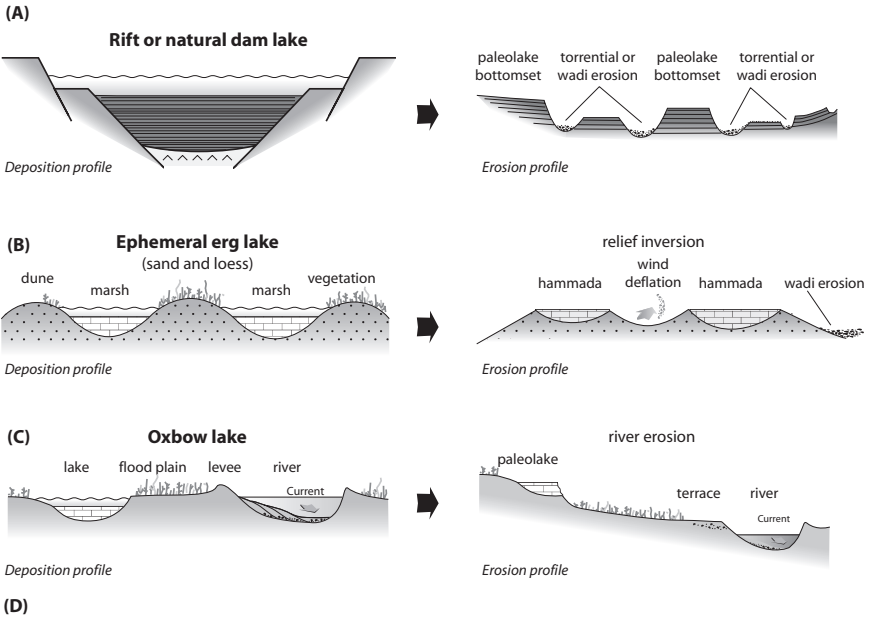 (A)
Rift or natural dam lake
Deposition profile
paleolake
bottomset
torrential or
wadi erosion
paleolake
bottomset
torrential or
wadi erosion
Erosion profile
(B)
Ephemeral erg lake
(sand and loess)
dune
marsh
marsh
vegetation
Deposition profile
relief inversion
wind
deflation
hammada
hammada
wadi erosion
Erosion profile
(C)
Oxbow lake
lake
flood plain
levee
river
Current
Deposition profile
river erosion
paleolake
terrace
river
Current
Erosion profile
(D)